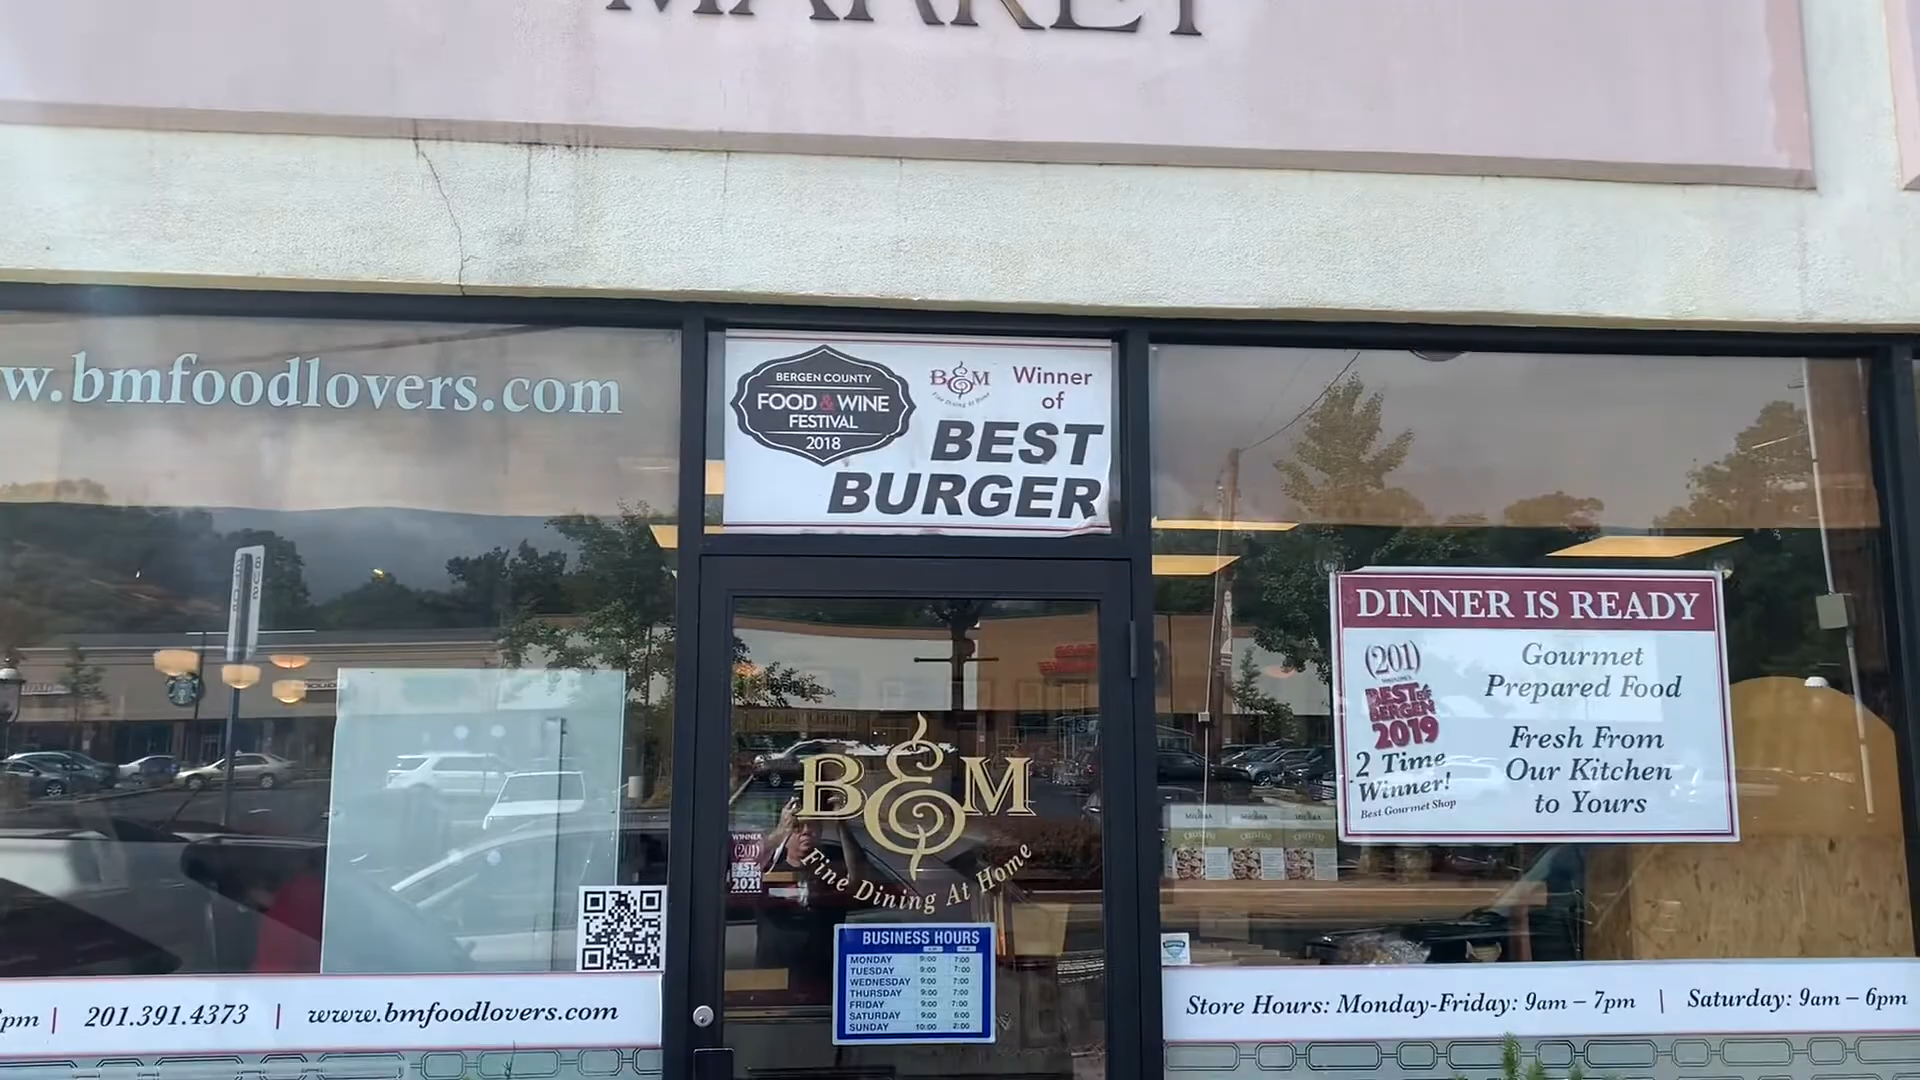 MARKET
w.bmfoodlovers.com
BERGEN COUNTY
FOOD & WINE
FESTIVAL
2018
B&M
Fine Dining At Home
Winner
of
BEST
BURGER
DINNER IS READY
(201)
BEST of
BERGEN
2019
2 Time
Winner!
Best Gourmet Shop
Gourmet
Prepared Food
Fresh From
Our Kitchen
to Yours
B&M
Fine Dining At Home
WINNER
(201)
BEST of
BERGEN
2021
BUSINESS HOURS
MONDAY 9:00 7:00
TUESDAY 9:00 7:00
WEDNESDAY 9:00 7:00
THURSDAY 9:00 7:00
FRIDAY 9:00 7:00
SATURDAY 9:00 6:00
SUNDAY 10:00 2:00
pm | 201.391.4373 | www.bmfoodlovers.com
Store Hours: Monday-Friday: 9am – 7pm | Saturday: 9am – 6pm